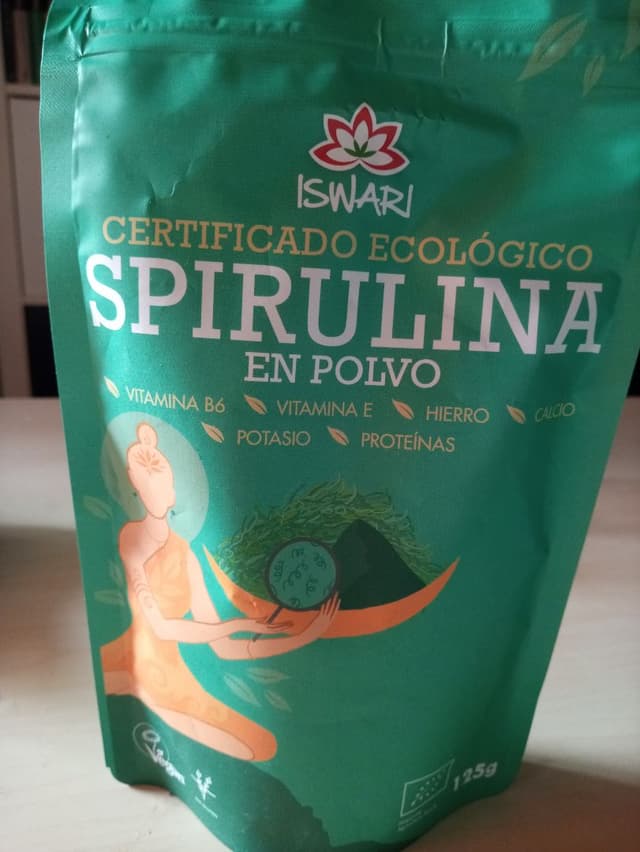 ISWARI
CERTIFICADO ECOLÓGICO
SPIRULINA
EN POLVO
VITAMINA B6 VITAMINA E HIERRO CALCIO
POTASIO PROTEÍNAS
125g